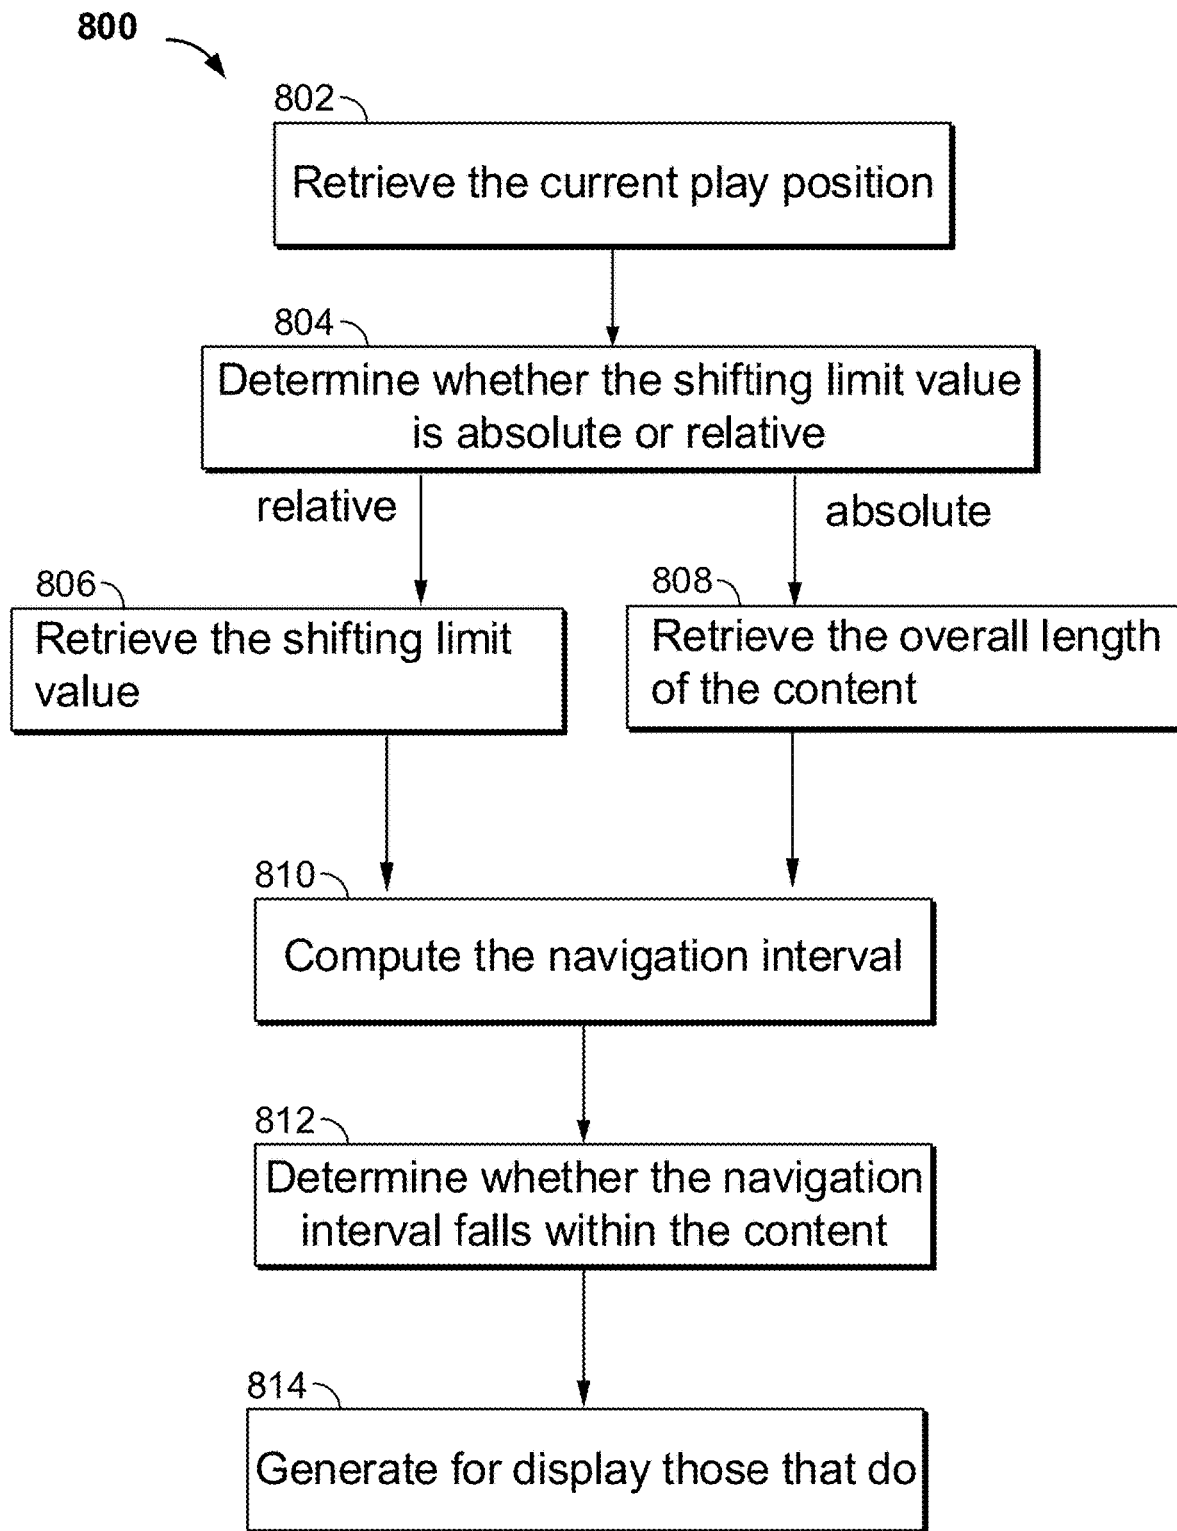 800
802
Retrieve the current play position
804
Determine whether the shifting limit value
is absolute or relative
relative
absolute
806
Retrieve the shifting limit
value
808
Retrieve the overall length
of the content
810
Compute the navigation interval
812
Determine whether the navigation
interval falls within the content
814
Generate for display those that do